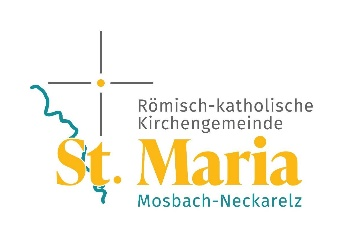 Römisch-katholische
Kirchengemeinde
St. Maria
Mosbach-Neckarelz